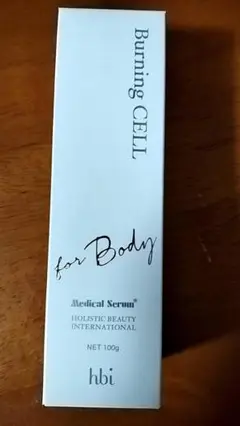 Burning CELL
for Body
Medical Serum®
HOLISTIC BEAUTY
INTERNATIONAL
NET 100g
hbi